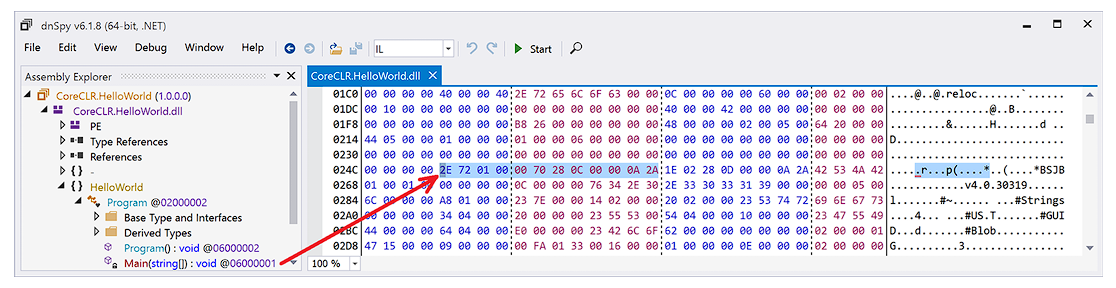 dnSpy v6.1.8 (64-bit, .NET)
File Edit View Debug Window Help IL Start
Assembly Explorer
CoreCLR.HelloWorld (1.0.0.0)
CoreCLR.HelloWorld.dll
PE
Type References
References
{ } -
{ } HelloWorld
Program @02000002
Base Type and Interfaces
Derived Types
Program() : void @06000002
Main(string[]) : void @06000001
CoreCLR.HelloWorld.dll
01C0 00 00 00 00 40 00 00 40 2E 72 65 6C 6F 63 00 00 0C 00 00 00 00 60 00 00 00 02 00 00 ....@..@.reloc.......`......
01DC 00 10 00 00 00 00 00 00 00 00 00 00 00 00 00 00 40 00 00 42 00 00 00 00 00 00 00 00 ................@..B........
01F8 00 00 00 00 00 00 00 00 B8 26 00 00 00 00 00 00 48 00 00 00 02 00 05 00 64 20 00 00 .........&......H.......d ..
0214 44 05 00 00 01 00 00 00 01 00 00 06 00 00 00 00 00 00 00 00 00 00 00 00 00 00 00 00 D...........................
0230 00 00 00 00 00 00 00 00 00 00 00 00 00 00 00 00 00 00 00 00 00 00 00 00 00 00 00 00 ............................
024C 00 00 00 00 2E 72 01 00 00 70 28 0C 00 00 0A 2A 1E 02 28 0D 00 00 0A 2A 42 53 4A 42 .....r...p(....*..(....*BSJB
0268 01 00 01 00 00 00 00 00 0C 00 00 00 76 34 2E 30 2E 33 30 33 31 39 00 00 00 00 05 00 ............v4.0.30319......
0284 6C 00 00 00 A8 01 00 00 23 7E 00 00 14 02 00 00 20 02 00 00 23 53 74 72 69 6E 67 73 l.......#~...... ...#Strings
02A0 00 00 00 00 34 04 00 00 20 00 00 00 23 55 53 00 54 04 00 00 10 00 00 00 23 47 55 49 ....4... ...#US.T.......#GUI
02BC 44 00 00 00 64 04 00 00 E0 00 00 00 23 42 6C 6F 62 00 00 00 00 00 00 00 02 00 00 01 D...d.......#Blob...........
02D8 47 15 00 00 09 00 00 00 00 FA 01 33 00 16 00 00 01 00 00 00 0E 00 00 00 02 00 00 00 G..........3................
100 %